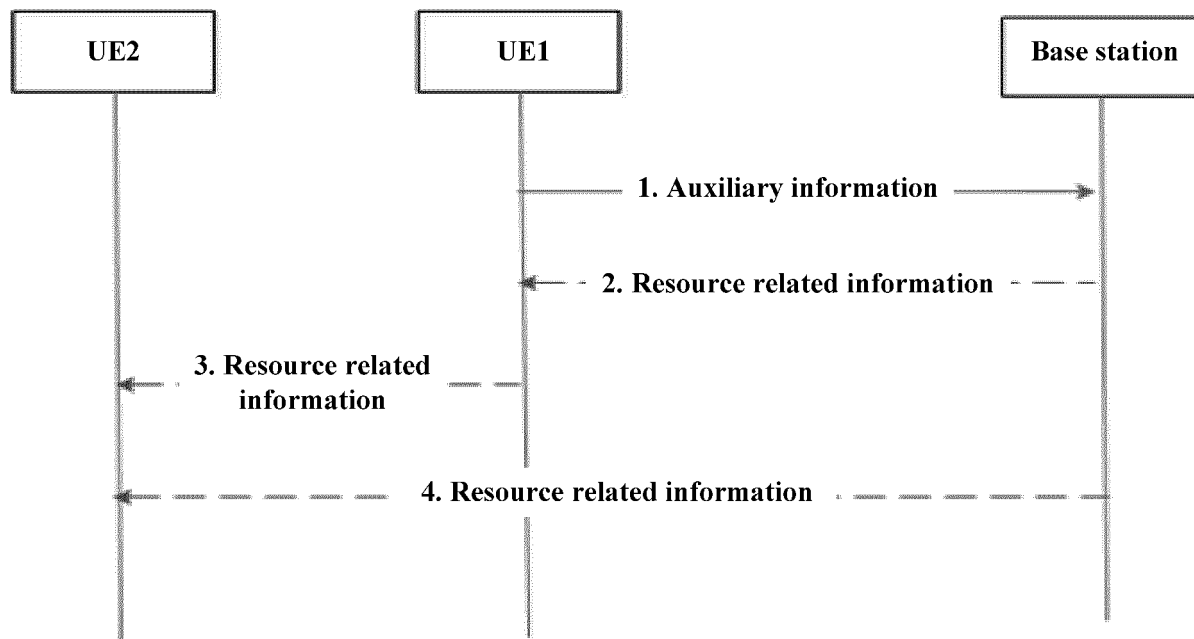 UE2
UE1
Base station
1. Auxiliary information
2. Resource related information
3. Resource related
information
4. Resource related information